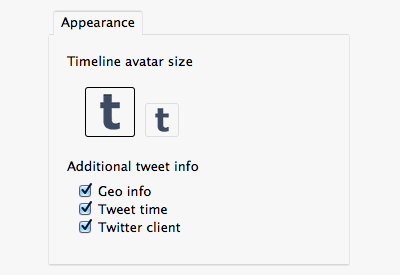 Appearance
Timeline avatar size
t t
Additional tweet info
Geo info
Tweet time
Twitter client